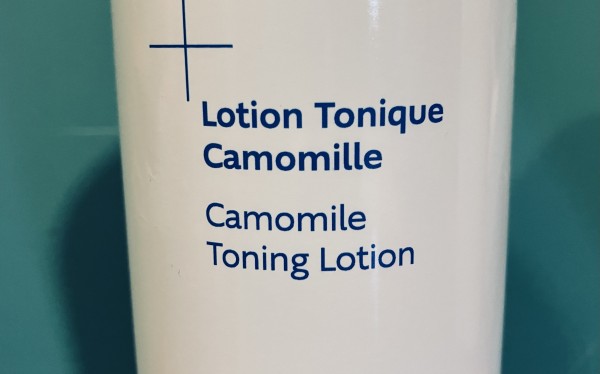 Lotion Tonique
Camomille
Camomile
Toning Lotion